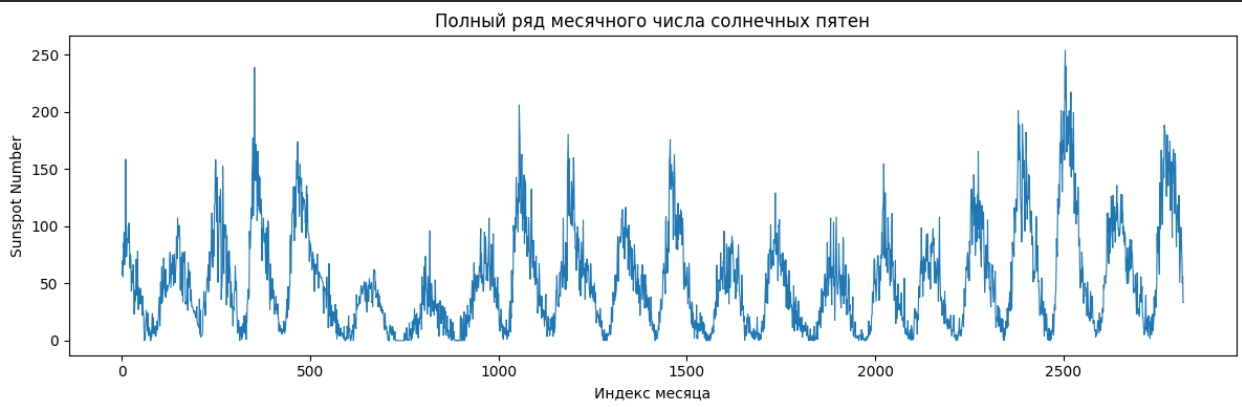 Полный ряд месячного числа солнечных пятен
Sunspot Number
250
200
150
100
50
0
0 500 1000 1500 2000 2500
Индекс месяца